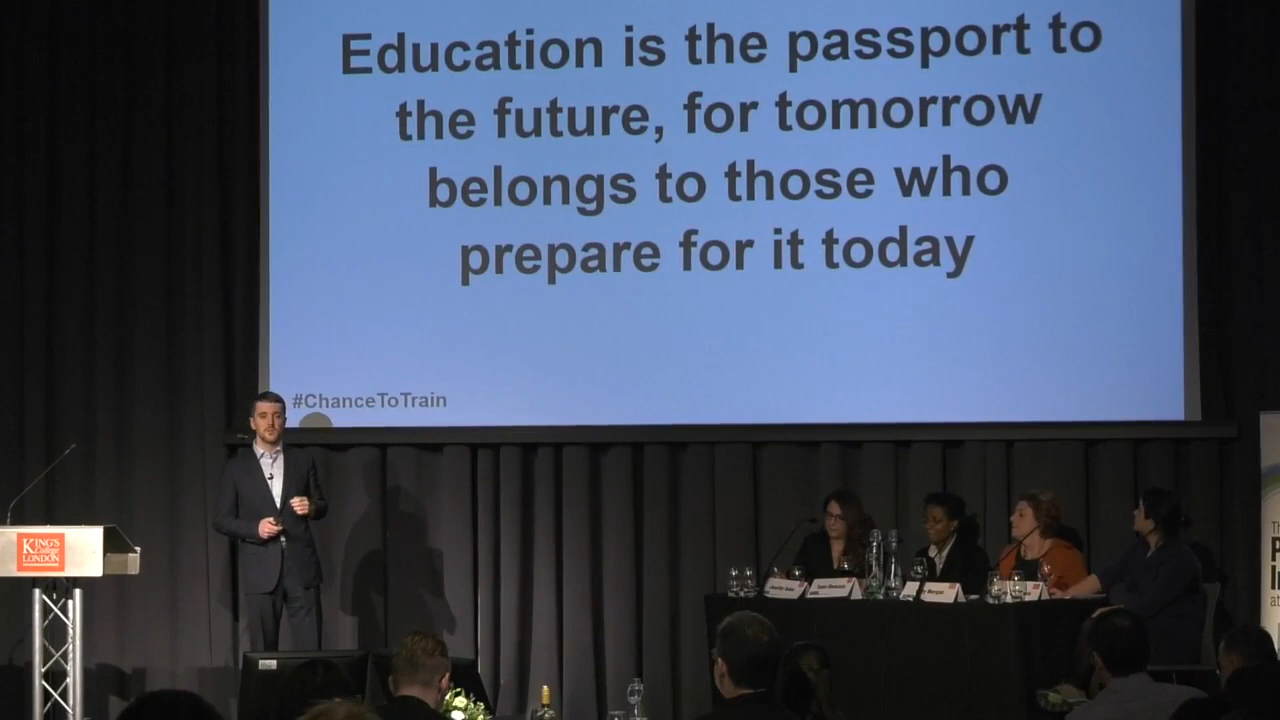 Education is the passport to
the future, for tomorrow
belongs to those who
prepare for it today
#ChanceToTrain
KING'S
College
LONDON